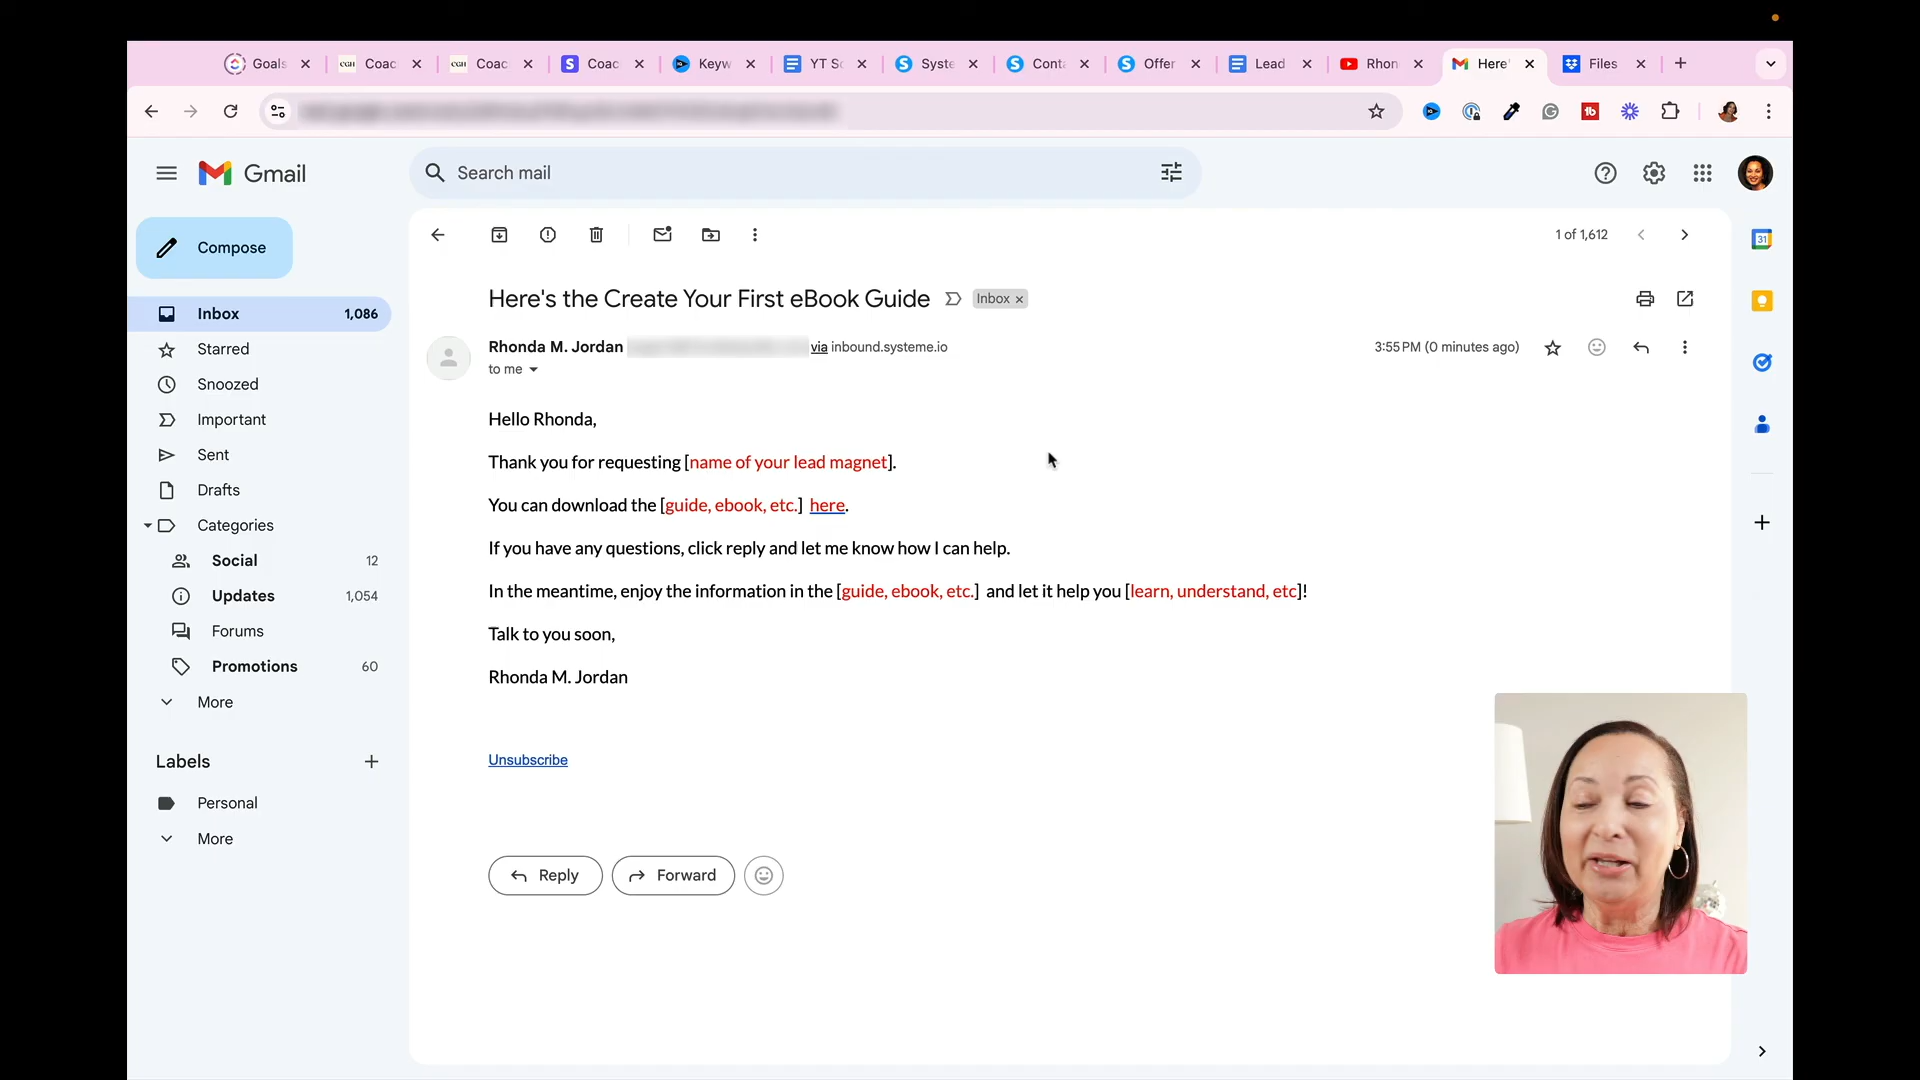 Goals
CGH Coac
CGH Coac
S Coac
Keyw
YT Sc
S Syste
S Conta
S Offer
Lead
Rhon
Here'
Files
tb
Gmail
Search mail
Compose
1 of 1,612
31
Inbox 1,086
Starred
Snoozed
Important
Sent
Drafts
Categories
Social 12
Updates 1,054
Forums
Promotions 60
More
Labels
Personal
More
Here's the Create Your First eBook Guide Inbox ×
Rhonda M. Jordan via inbound.systeme.io 3:55 PM (0 minutes ago)
to me
Hello Rhonda,
Thank you for requesting [name of your lead magnet].
You can download the [guide, ebook, etc.] here.
If you have any questions, click reply and let me know how I can help.
In the meantime, enjoy the information in the [guide, ebook, etc.] and let it help you [learn, understand, etc]!
Talk to you soon,
Rhonda M. Jordan
Unsubscribe
Reply Forward